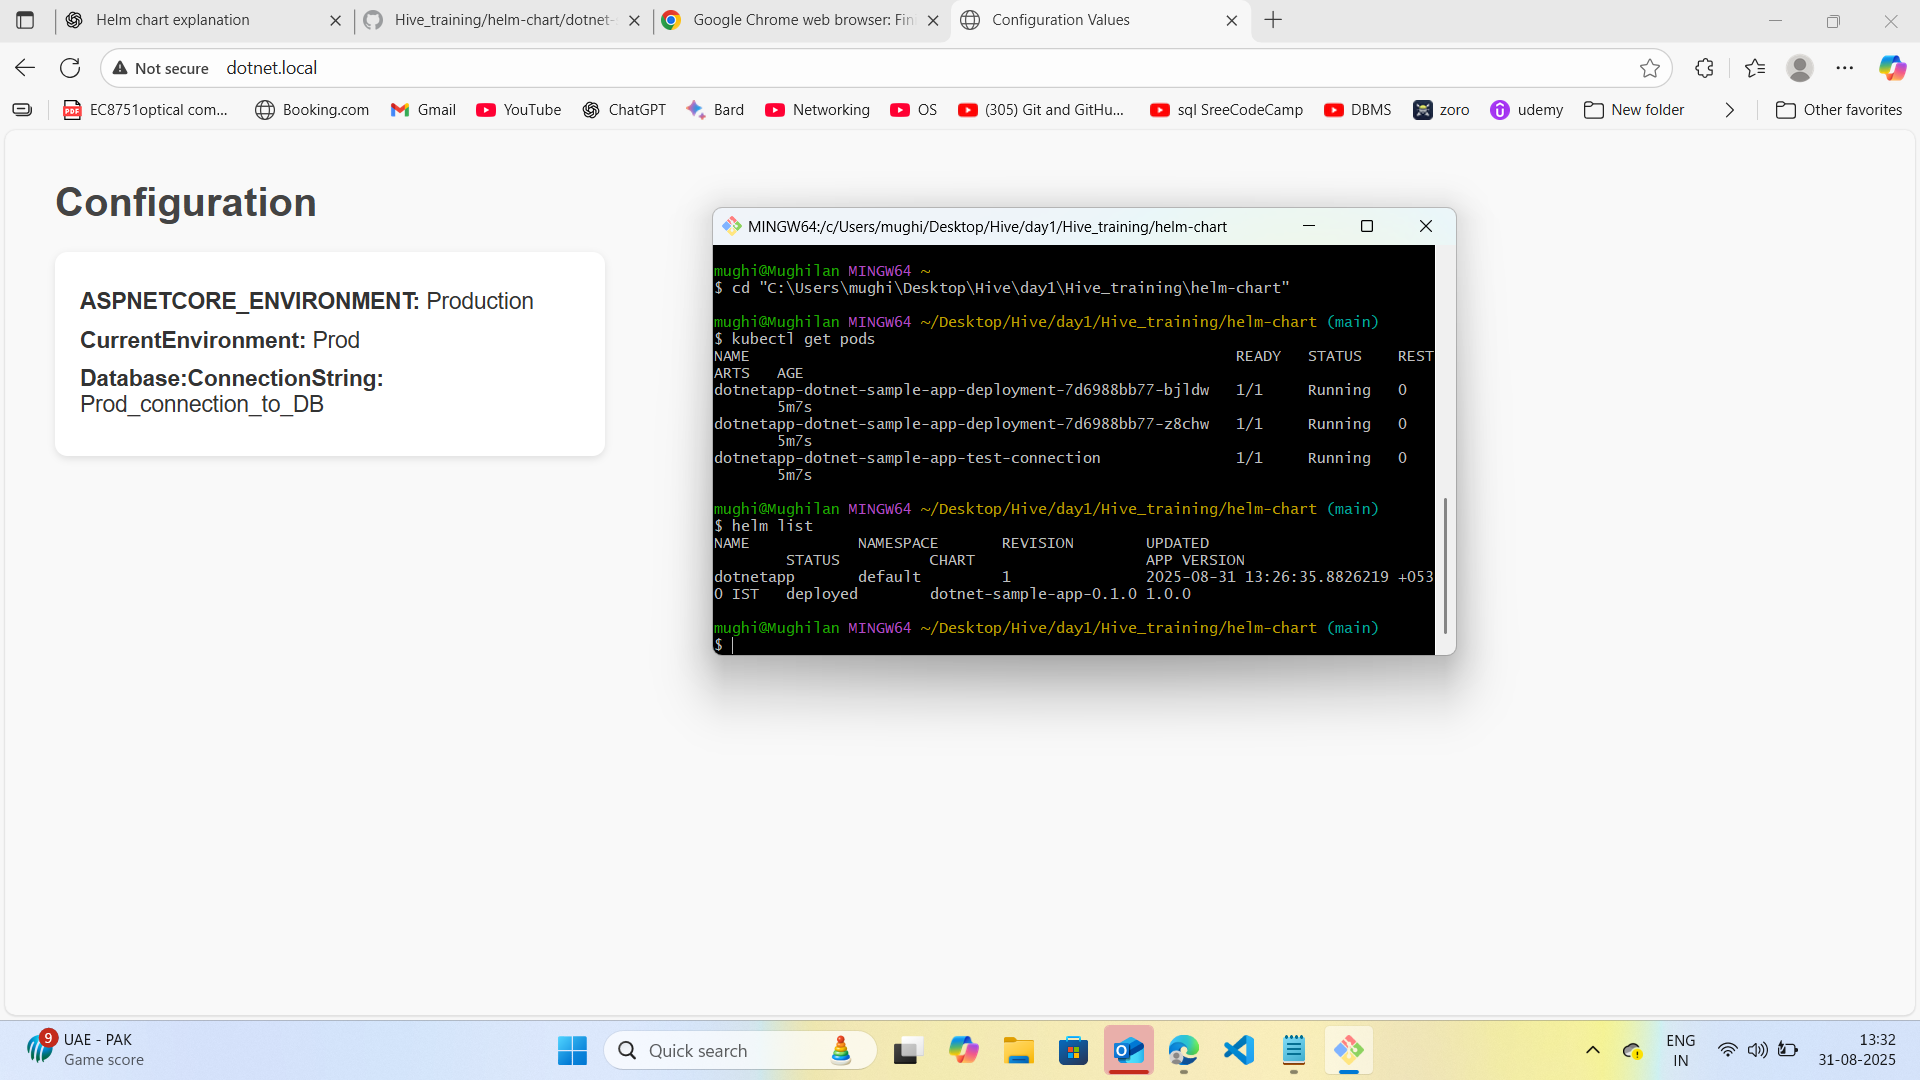 Helm chart explanation
Hive_training/helm-chart/dotnet-
Google Chrome web browser: Fin
Configuration Values
Not secure dotnet.local
EC8751optical com... Booking.com Gmail YouTube ChatGPT Bard Networking OS (305) Git and GitHu... sql SreeCodeCamp DBMS zoro udemy New folder Other favorites
Configuration
ASPNETCORE_ENVIRONMENT: Production
CurrentEnvironment: Prod
Database:ConnectionString:
Prod_connection_to_DB
MINGW64:/c/Users/mughi/Desktop/Hive/day1/Hive_training/helm-chart
mughi@Mughilan MINGW64 ~
$ cd "C:\Users\mughi\Desktop\Hive\day1\Hive_training\helm-chart"
mughi@Mughilan MINGW64 ~/Desktop/Hive/day1/Hive_training/helm-chart (main)
$ kubectl get pods
NAME READY STATUS REST
ARTS AGE
dotnetapp-dotnet-sample-app-deployment-7d6988bb77-bjldw 1/1 Running 0
5m7s
dotnetapp-dotnet-sample-app-deployment-7d6988bb77-z8chw 1/1 Running 0
5m7s
dotnetapp-dotnet-sample-app-test-connection 1/1 Running 0
5m7s
mughi@Mughilan MINGW64 ~/Desktop/Hive/day1/Hive_training/helm-chart (main)
$ helm list
NAME NAMESPACE REVISION UPDATED
STATUS CHART APP VERSION
dotnetapp default 1 2025-08-31 13:26:35.8826219 +053
0 IST deployed dotnet-sample-app-0.1.0 1.0.0
mughi@Mughilan MINGW64 ~/Desktop/Hive/day1/Hive_training/helm-chart (main)
$
9
UAE - PAK
Game score
Quick search
ENG
IN
13:32
31-08-2025